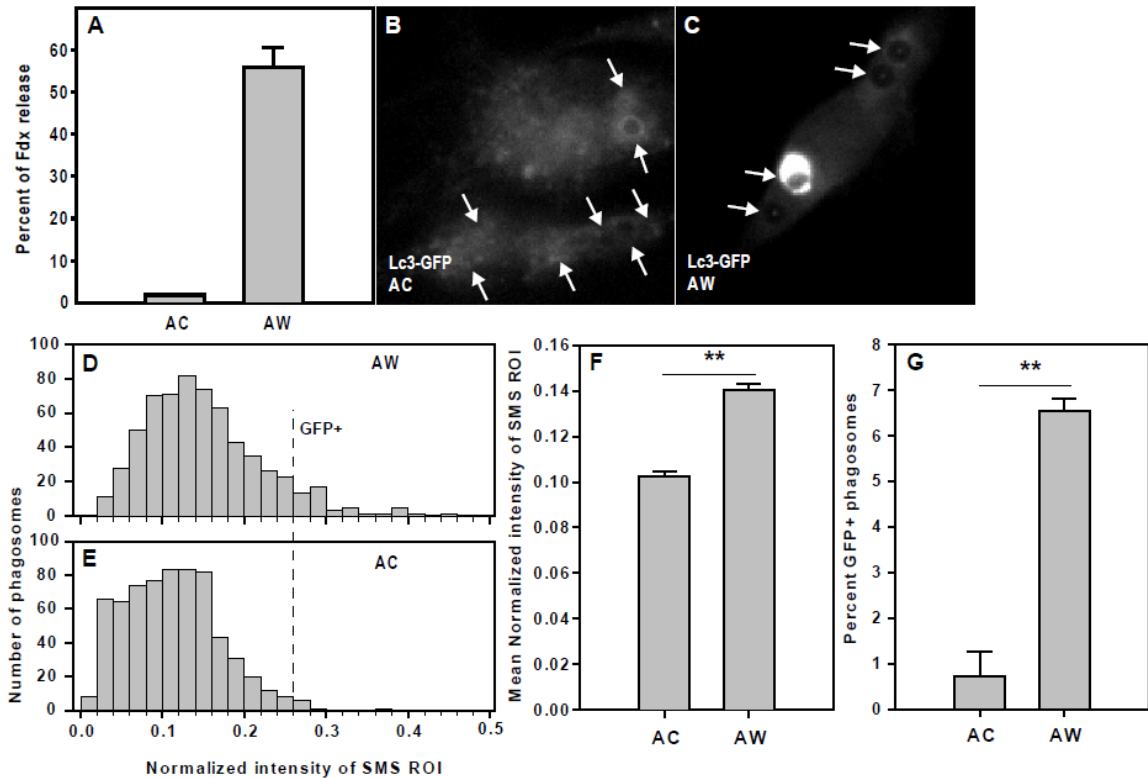 A
Percent of Fdx release
60
50
40
30
20
10
0
AC
AW
B
Lc3-GFP
AC
C
Lc3-GFP
AW
D
AW
GFP+
100
80
60
40
20
0
E
AC
100
80
60
40
20
0
Number of phagosomes
0.0
0.1
0.2
0.3
0.4
0.5
Normalized intensity of SMS ROI
F
**
Mean Normalized intensity of SMS ROI
0.16
0.14
0.12
0.10
0.08
0.06
0.04
0.02
0.00
AC
AW
G
**
Percent GFP+ phagosomes
8
7
6
5
4
3
2
1
0
AC
AW